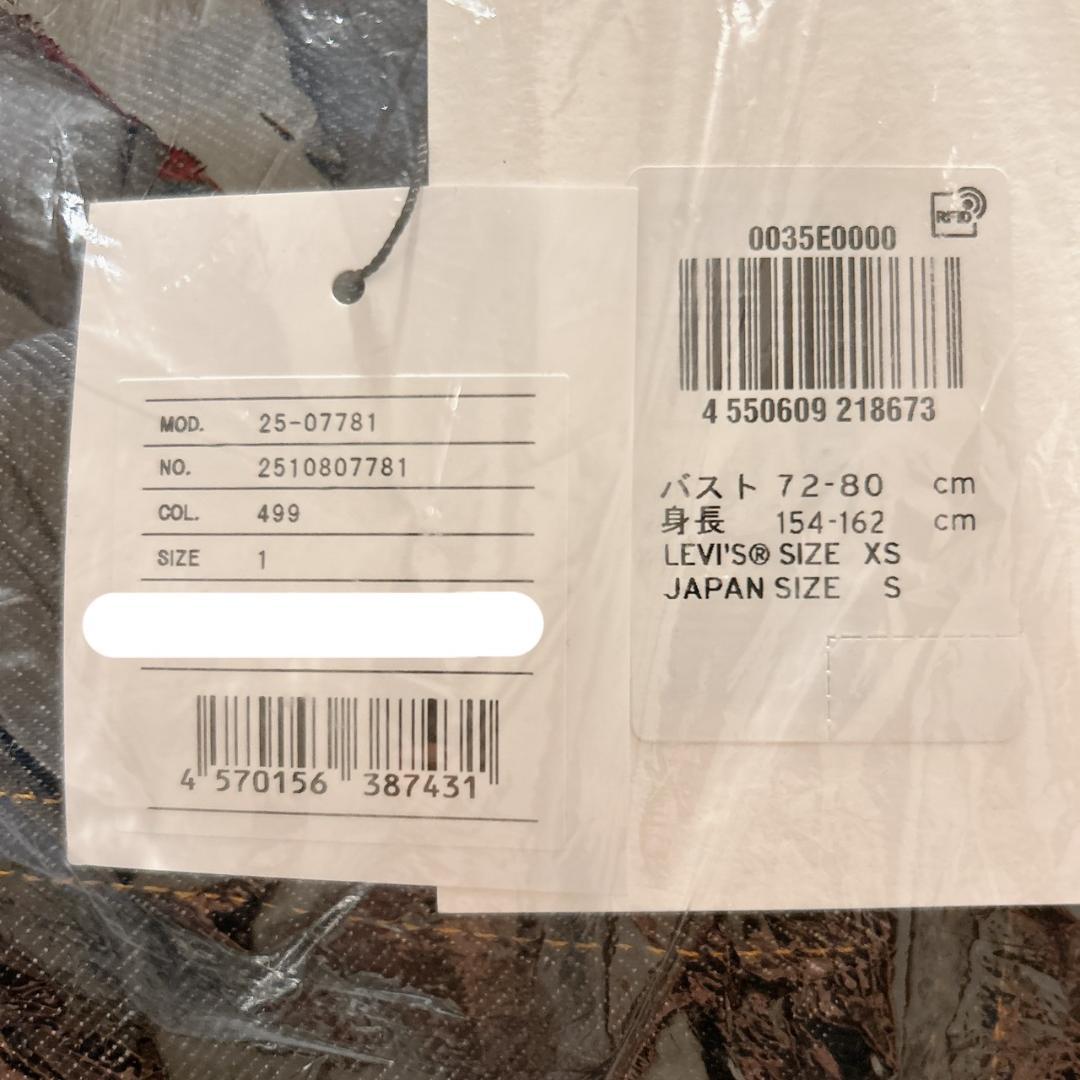 MOD. 25-07781
NO. 2510807781
COL. 499
SIZE 1
4 570156 387431
RFID
0035E0000
4 550609 218673
バスト 72-80 cm
身長 154-162 cm
LEVI'S® SIZE XS
JAPAN SIZE S